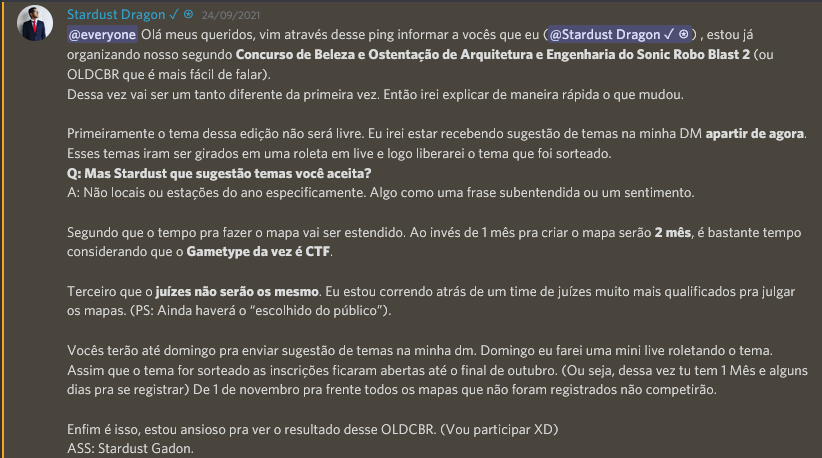 Stardust Dragon ✓ ⊛ 24/09/2021
@everyone Olá meus queridos, vim através desse ping informar a vocês que eu (@Stardust Dragon ✓ ⊛) , estou já
organizando nosso segundo Concurso de Beleza e Ostentação de Arquitetura e Engenharia do Sonic Robo Blast 2 (ou
OLDCBR que é mais fácil de falar).
Dessa vez vai ser um tanto diferente da primeira vez. Então irei explicar de maneira rápida o que mudou.
Primeiramente o tema dessa edição não será livre. Eu irei estar recebendo sugestão de temas na minha DM apartir de agora.
Esses temas iram ser girados em uma roleta em live e logo liberarei o tema que foi sorteado.
Q: Mas Stardust que sugestão temas você aceita?
A: Não locais ou estações do ano especificamente. Algo como uma frase subentendida ou um sentimento.
Segundo que o tempo pra fazer o mapa vai ser estendido. Ao invés de 1 mês pra criar o mapa serão 2 mês, é bastante tempo
considerando que o Gametype da vez é CTF.
Terceiro que o juízes não serão os mesmo. Eu estou correndo atrás de um time de juízes muito mais qualificados pra julgar
os mapas. (PS: Ainda haverá o “escolhido do público”).
Vocês terão até domingo pra enviar sugestão de temas na minha dm. Domingo eu farei uma mini live roletando o tema.
Assim que o tema for sorteado as inscrições ficaram abertas até o final de outubro. (Ou seja, dessa vez tu tem 1 Mês e alguns
dias pra se registrar) De 1 de novembro pra frente todos os mapas que não foram registrados não competirão.
Enfim é isso, estou ansioso pra ver o resultado desse OLDCBR. (Vou participar XD)
ASS: Stardust Gadon.